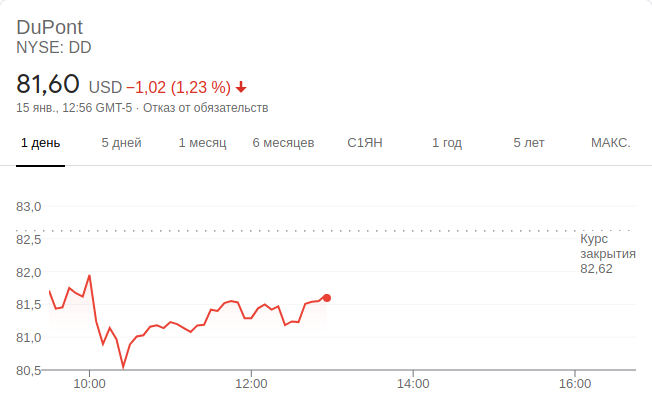 DuPont
NYSE: DD
81,60 USD −1,02 (1,23 %)
15 янв., 12:56 GMT-5 · Отказ от обязательств
1 день 5 дней 1 месяц 6 месяцев С1ЯН 1 год 5 лет МАКС.
83,0
82,5
Курс
закрытия
82,62
82,0
81,5
81,0
80,5
10:00 12:00 14:00 16:00